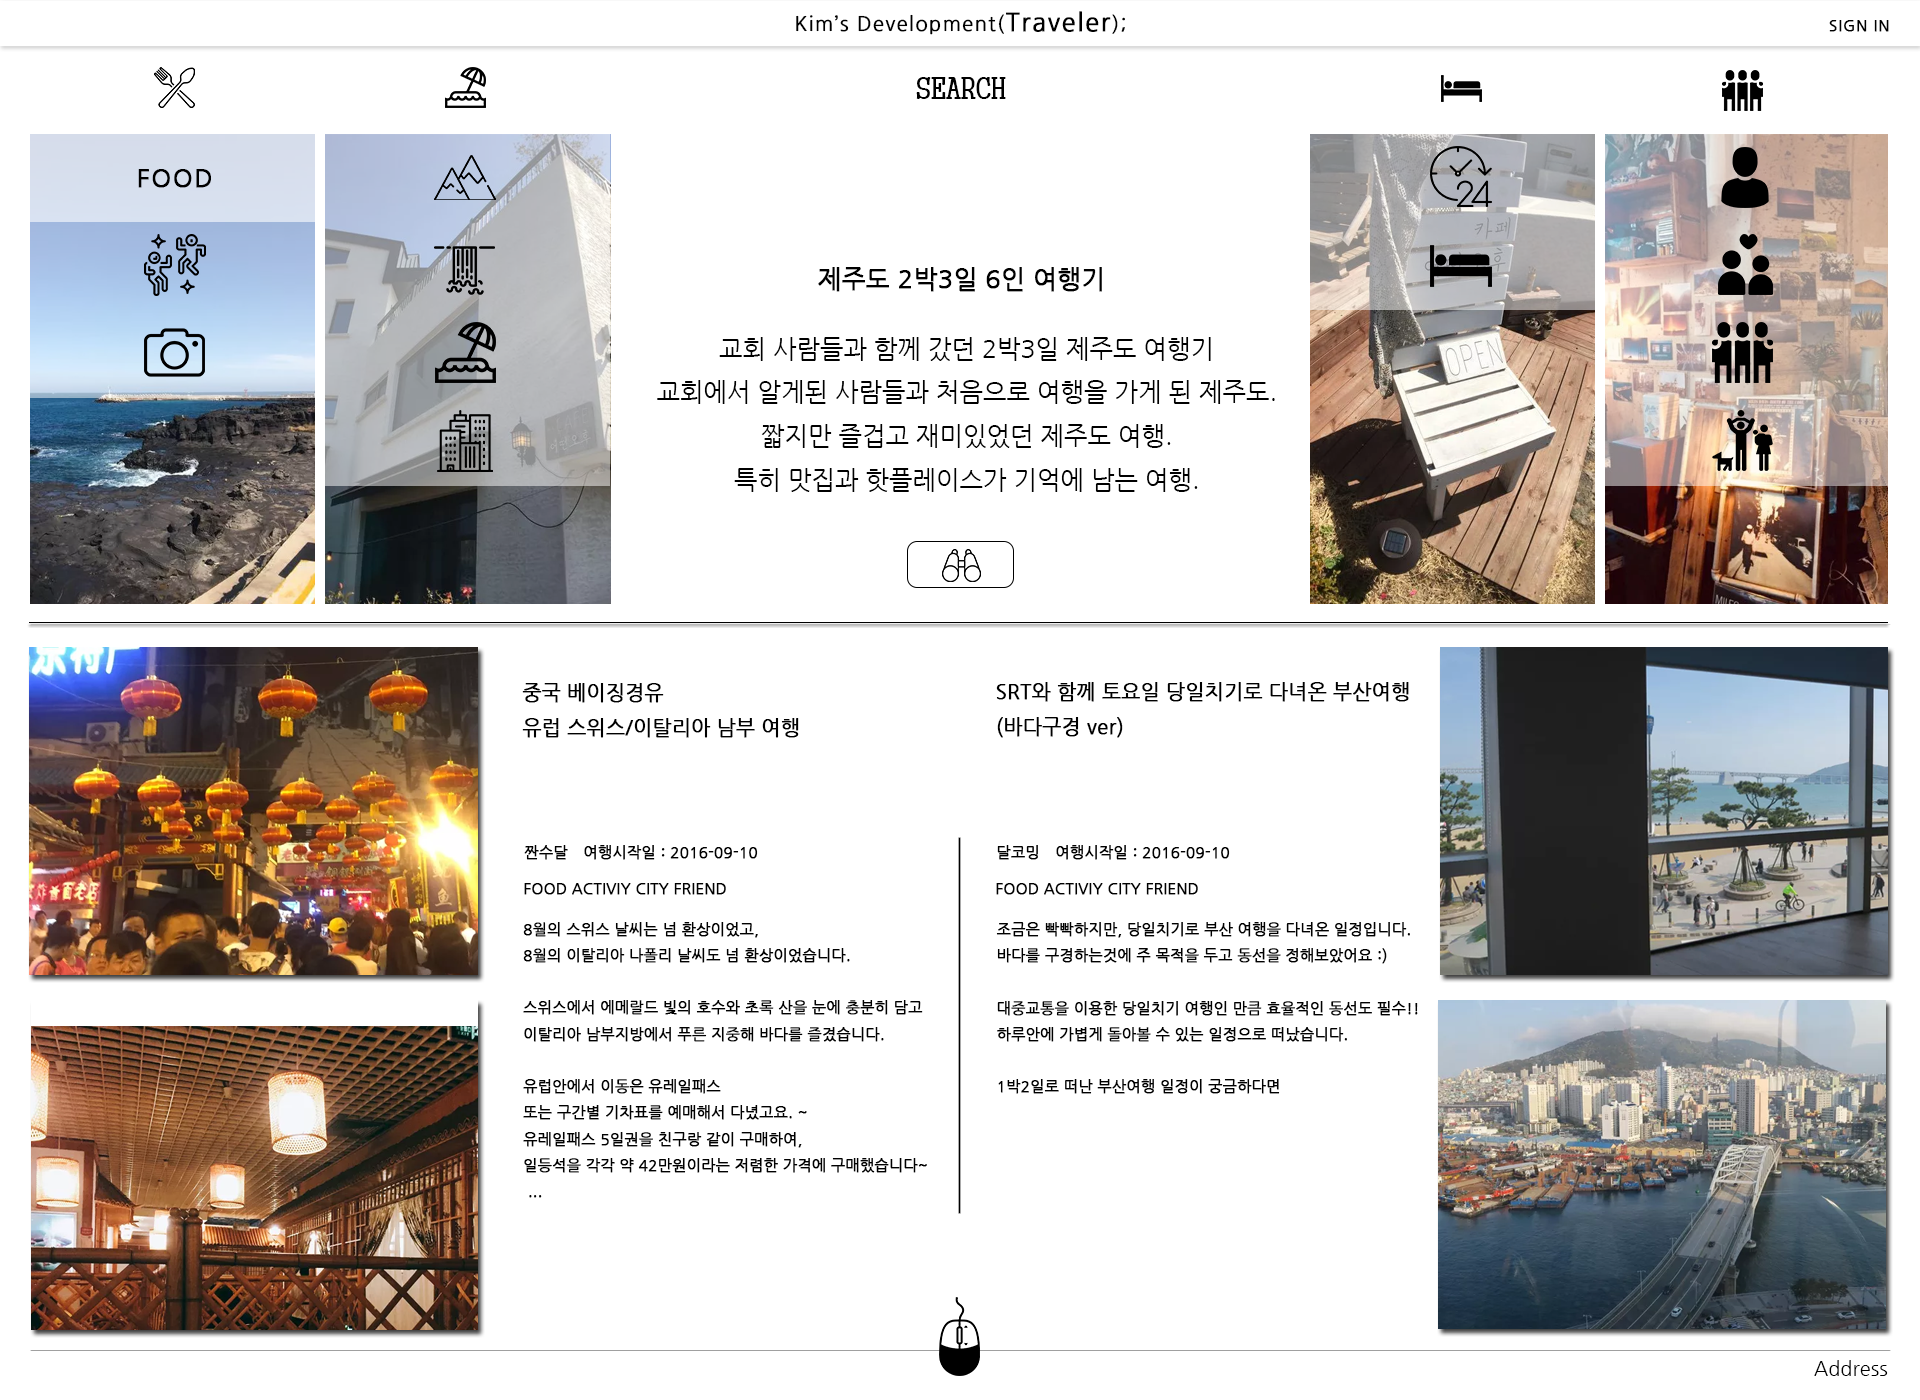 Kim's Development(Traveler);
SIGN IN
SEARCH
FOOD
24
카페
OPEN
제주도 2박3일 6인 여행기
교회 사람들과 함께 갔던 2박3일 제주도 여행기
교회에서 알게된 사람들과 처음으로 여행을 가게 된 제주도.
짧지만 즐겁고 재미있었던 제주도 여행.
특히 맛집과 핫플레이스가 기억에 남는 여행.
중국 베이징경유
유럽 스위스/이탈리아 남부 여행
짠수달 여행시작일 : 2016-09-10
FOOD ACTIVIY CITY FRIEND
8월의 스위스 날씨는 넘 환상이었고,
8월의 이탈리아 나폴리 날씨도 넘 환상이었습니다.
스위스에서 에메랄드 빛의 호수와 초록 산을 눈에 충분히 담고
이탈리아 남부지방에서 푸른 지중해 바다를 즐겼습니다.
유럽안에서 이동은 유레일패스
또는 구간별 기차표를 예매해서 다녔고요. ~
유레일패스 5일권을 친구랑 같이 구매하여,
일등석을 각각 약 42만원이라는 저렴한 가격에 구매했습니다~
...
SRT와 함께 토요일 당일치기로 다녀온 부산여행
(바다구경 ver)
달코밍 여행시작일 : 2016-09-10
FOOD ACTIVIY CITY FRIEND
조금은 빡빡하지만, 당일치기로 부산 여행을 다녀온 일정입니다.
바다를 구경하는것에 주 목적을 두고 동선을 정해보았어요 :)
대중교통을 이용한 당일치기 여행인 만큼 효율적인 동선도 필수!!
하루안에 가볍게 돌아볼 수 있는 일정으로 떠났습니다.
1박2일로 떠난 부산여행 일정이 궁금하다면
Address